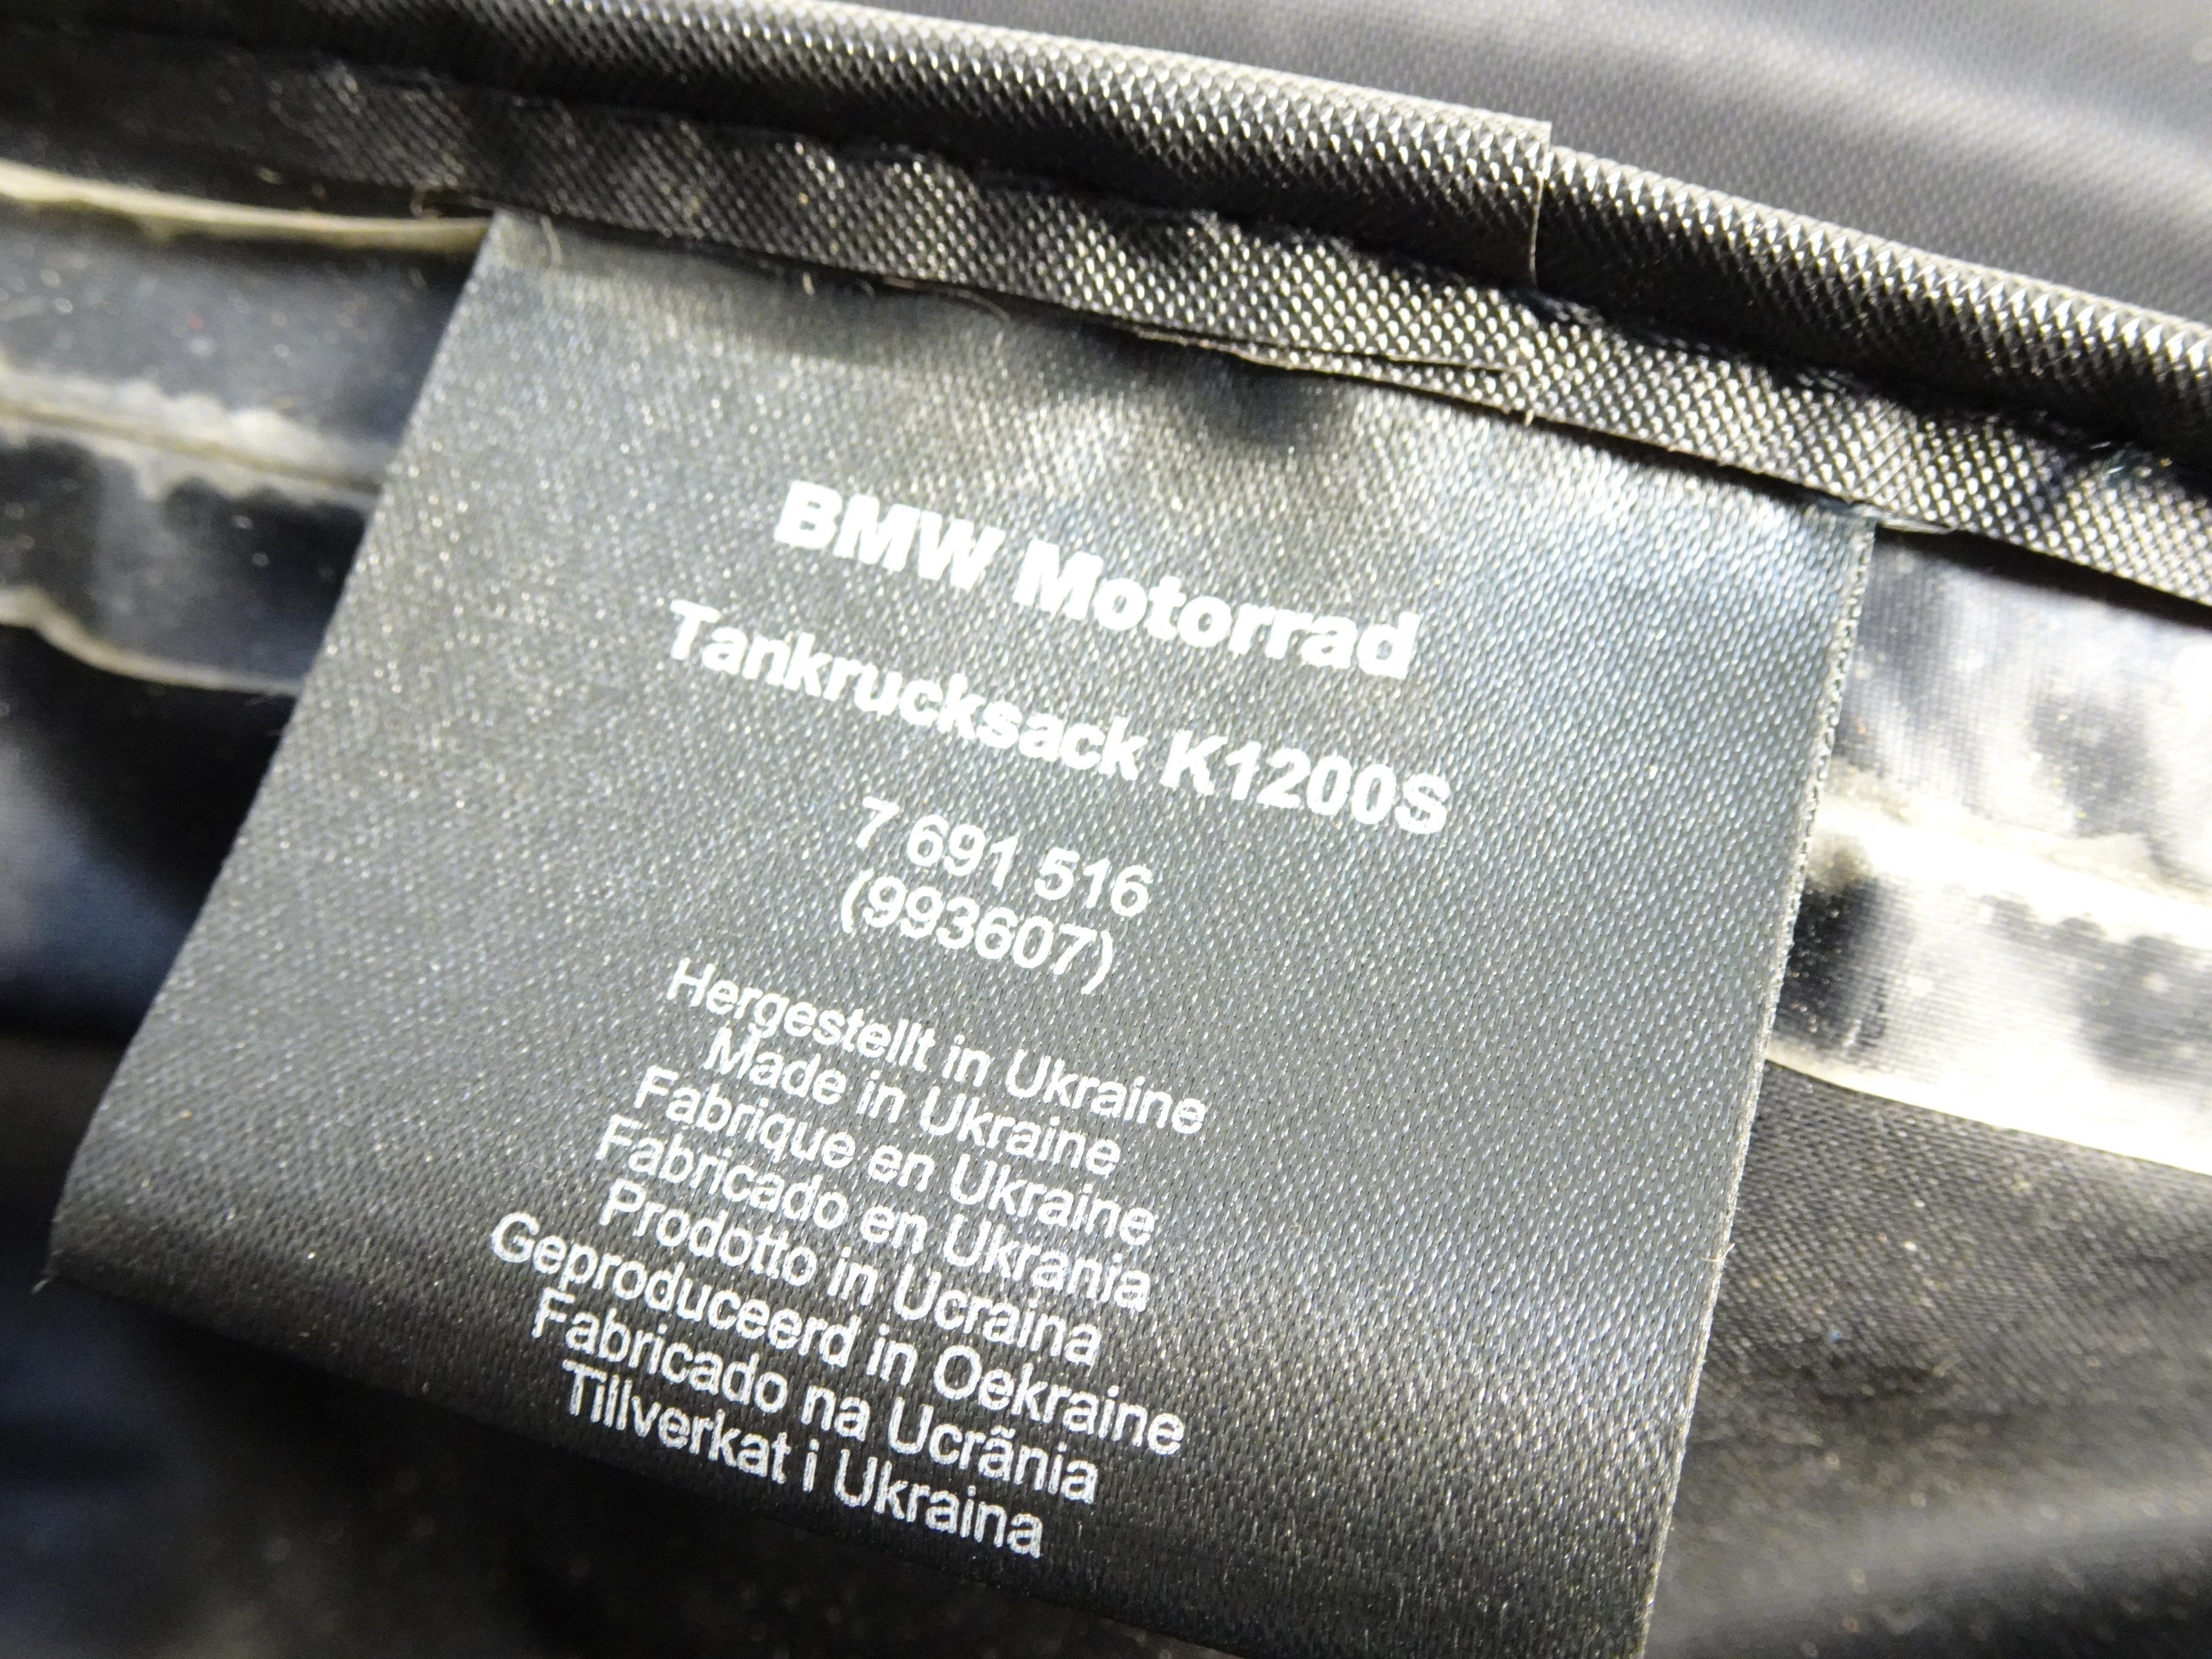 BMW Motorrad
Tankrucksack K1200S
7 691 516
(993607)
Hergestellt in Ukraine
Made in Ukraine
Fabrique en Ukraine
Fabricado en Ukrania
Prodotto in Ucraina
Geproduceerd in Oekraine
Fabricado na Ucrãnia
Tillverkat i Ukraina